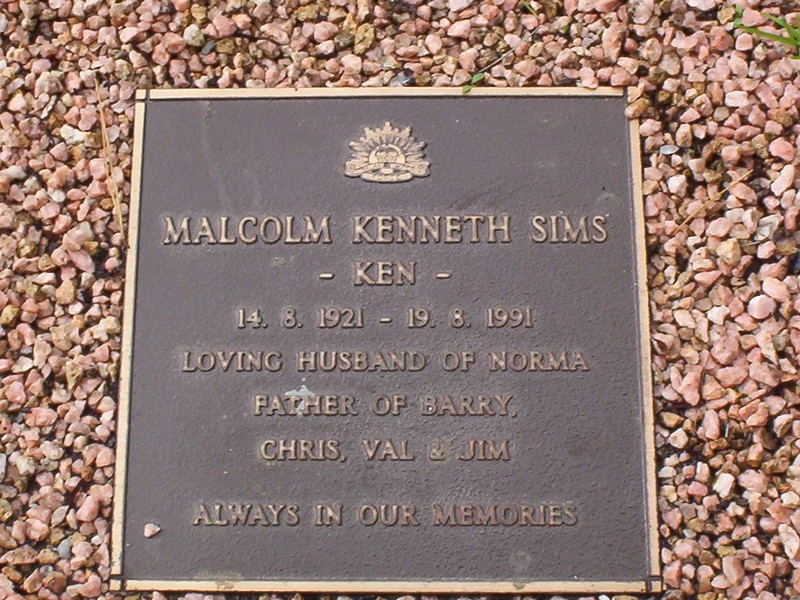 MALCOLM KENNETH SIMS
- KEN -
14. 8. 1921 - 19. 8. 1991
LOVING HUSBAND OF NORMA
FATHER OF BARRY,
CHRIS, VAL & JIM
ALWAYS IN OUR MEMORIES